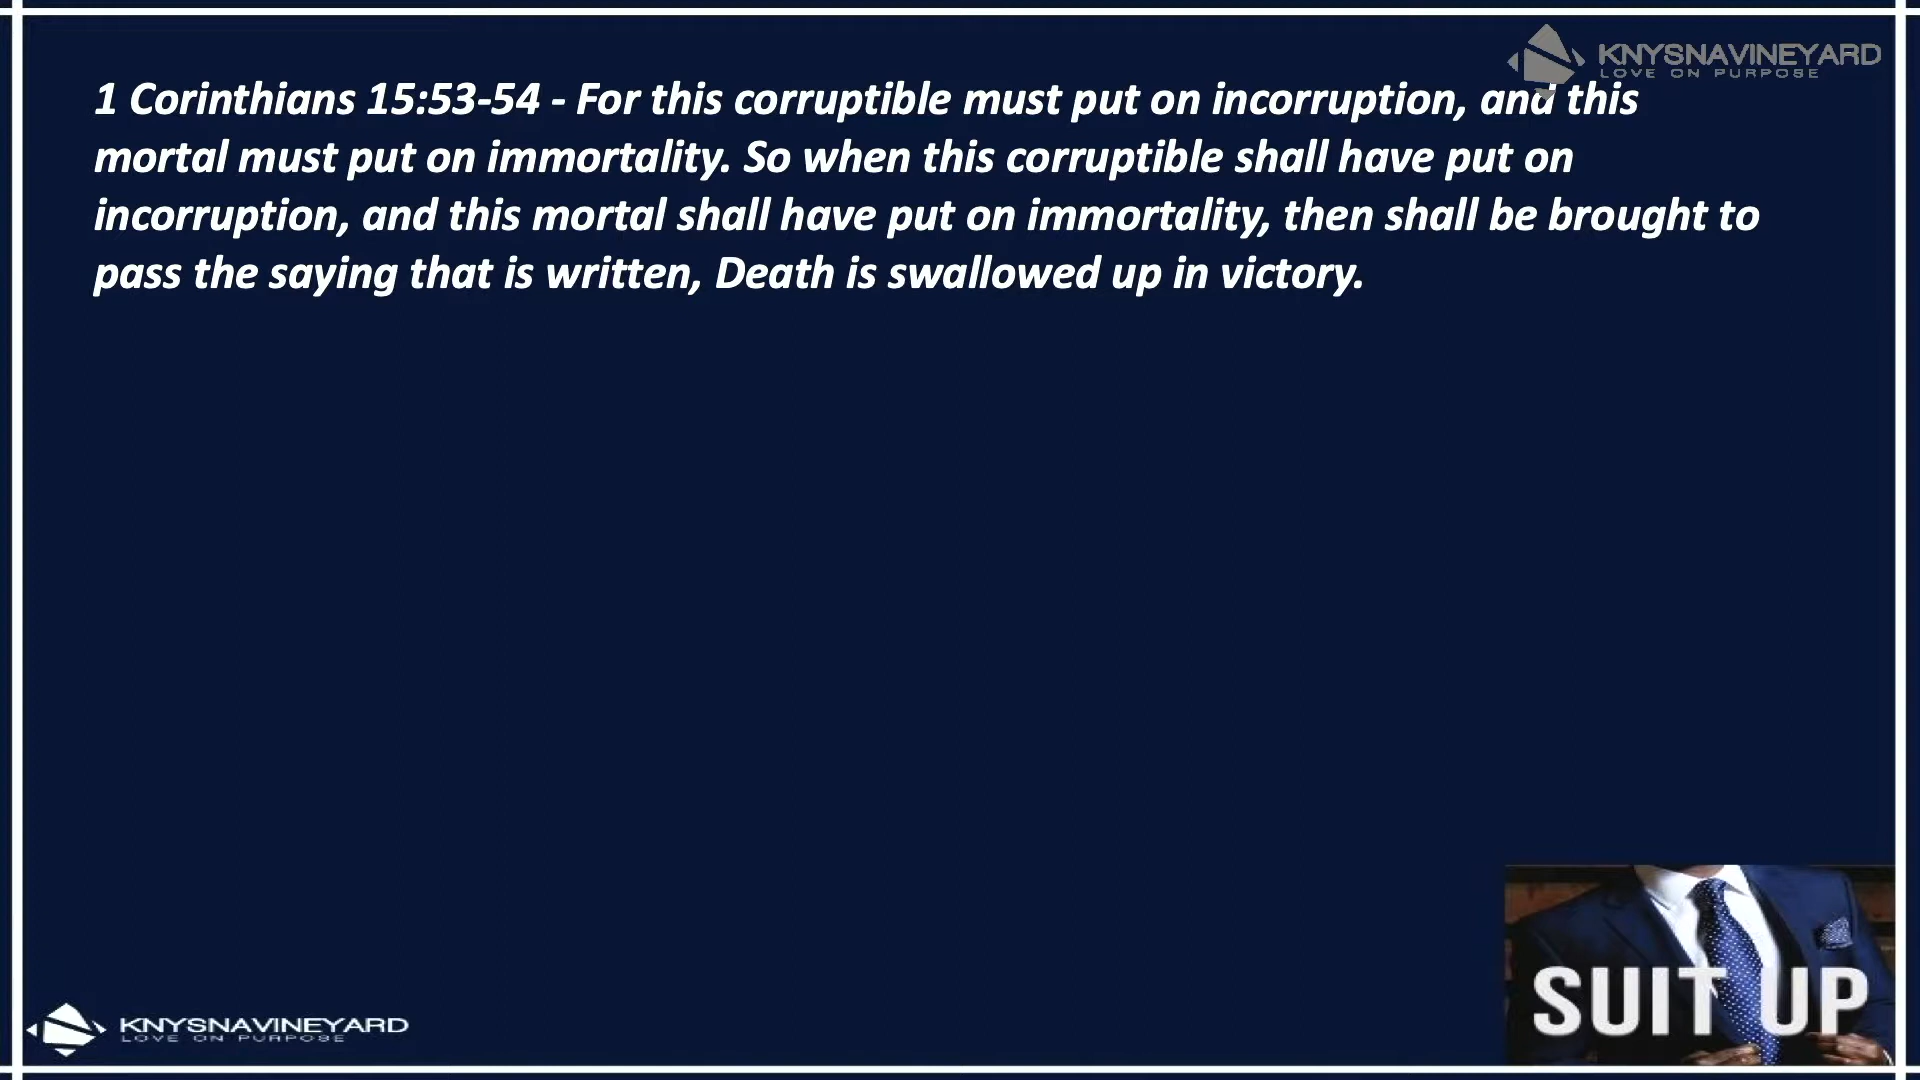 KNYSNAVINEYARD
LOVE ON PURPOSE
1 Corinthians 15:53-54 - For this corruptible must put on incorruption, and this
mortal must put on immortality. So when this corruptible shall have put on
incorruption, and this mortal shall have put on immortality, then shall be brought to
pass the saying that is written, Death is swallowed up in victory.
SUIT UP
KNYSNAVINEYARD
LOVE ON PURPOSE